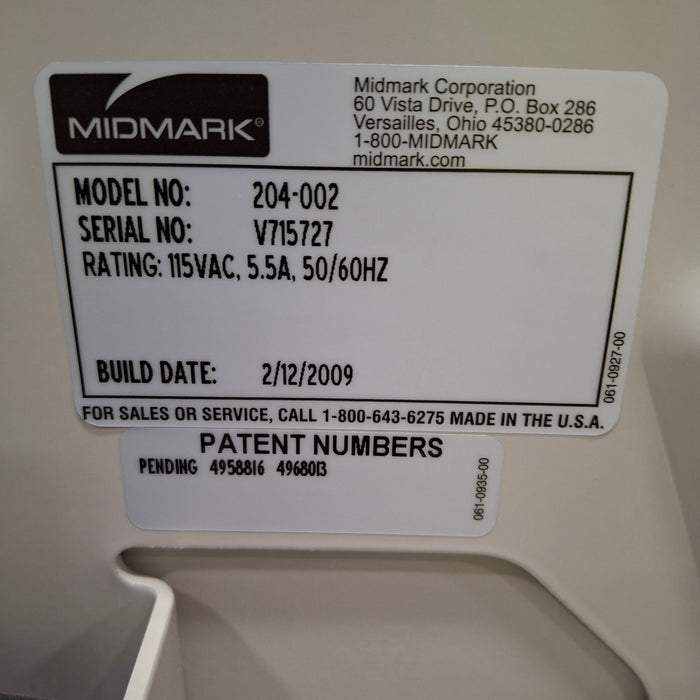 MIDMARK®
Midmark Corporation
60 Vista Drive, P.O. Box 286
Versailles, Ohio 45380-0286
1-800-MIDMARK
midmark.com
MODEL NO: 204-002
SERIAL NO: V715727
RATING: 115VAC, 5.5A, 50/60HZ
BUILD DATE: 2/12/2009
061-0927-00
FOR SALES OR SERVICE, CALL 1-800-643-6275 MADE IN THE U.S.A.
PATENT NUMBERS
PENDING 4958816 4968013
061-0935-00